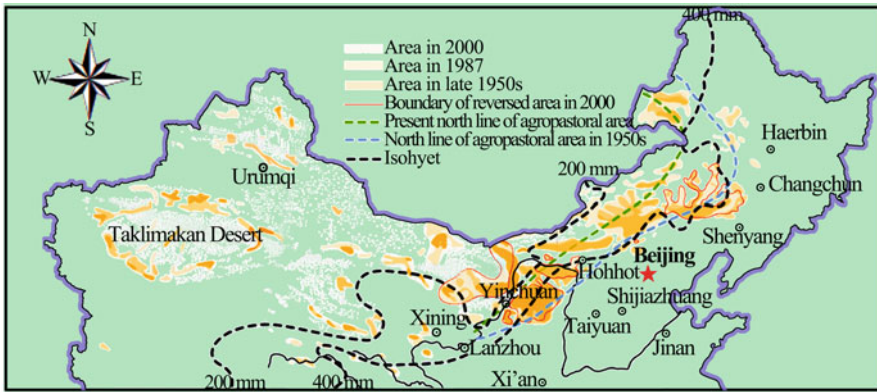 400 mm
N
W E
S
Area in 2000
Area in 1987
Area in late 1950s
Boundary of reversed area in 2000
Present north line of agropastoral area
North line of agropastoral area in 1950s
Isohyet
Haerbin
200 mm
Urumqi
Changchun
Taklimakan Desert
Shenyang
Beijing
Hohhot
Yinchuan
Shijiazhuang
Xining
Taiyuan
Lanzhou
Jinan
200 mm
400 mm
Xi'an